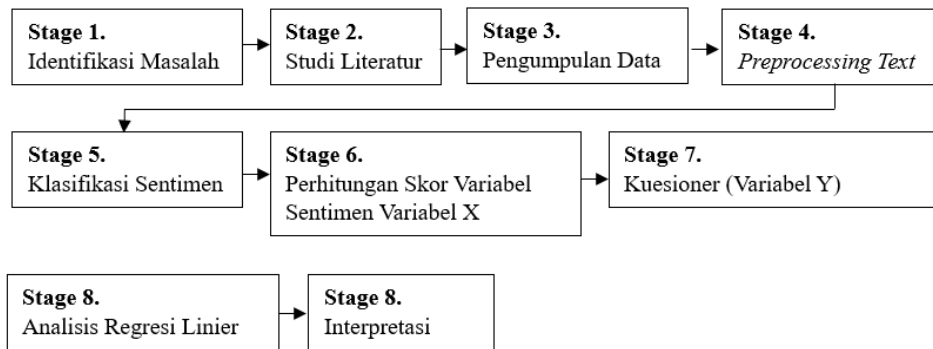 Stage 1.
Identifikasi Masalah
Stage 2.
Studi Literatur
Stage 3.
Pengumpulan Data
Stage 4.
Preprocessing Text
Stage 5.
Klasifikasi Sentimen
Stage 6.
Perhitungan Skor Variabel
Sentimen Variabel X
Stage 7.
Kuesioner (Variabel Y)
Stage 8.
Analisis Regresi Linier
Stage 8.
Interpretasi